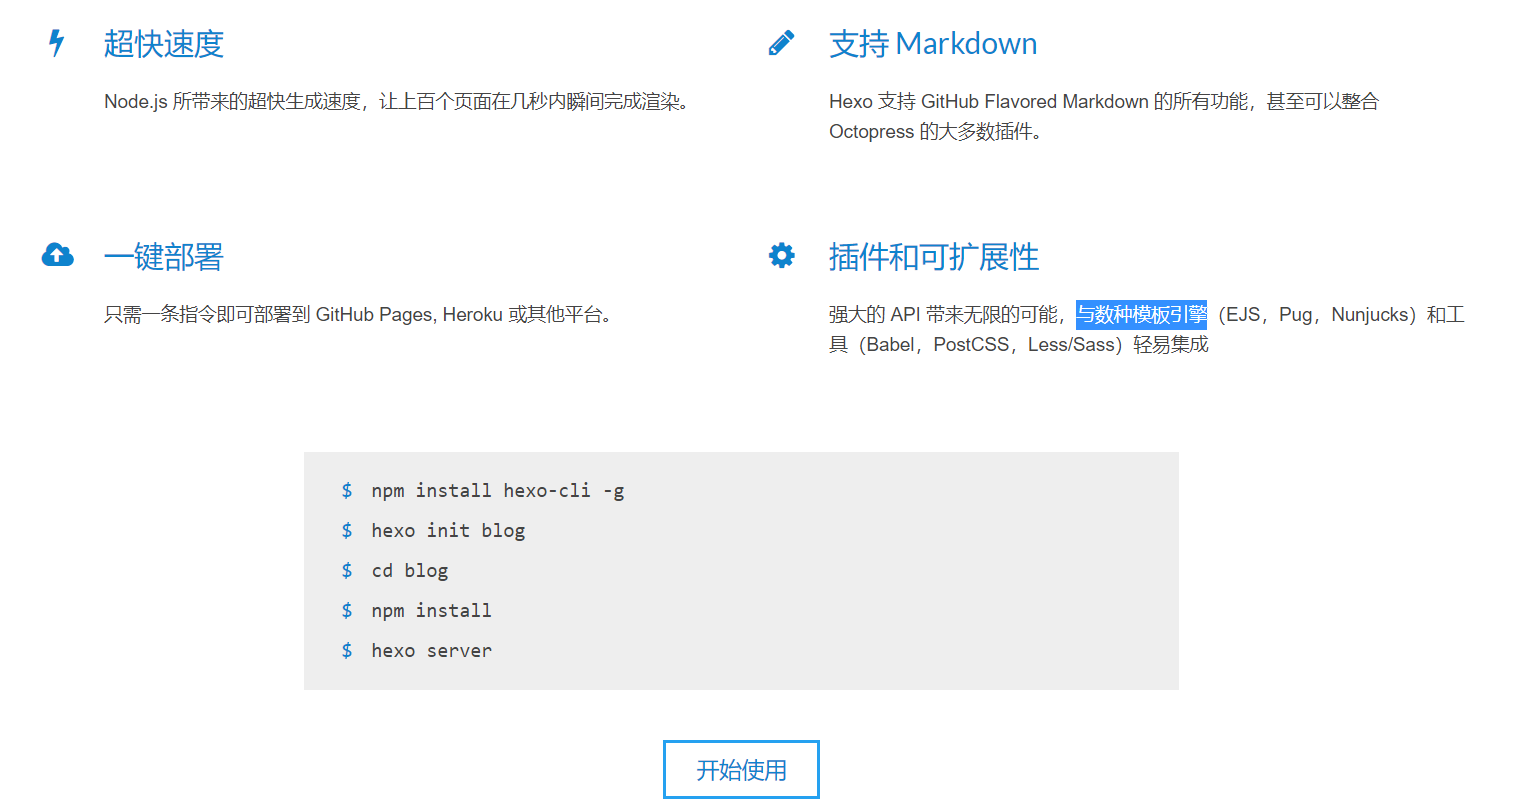 超快速度
Node.js 所带来的超快生成速度，让上百个页面在几秒内瞬间完成渲染。
支持 Markdown
Hexo 支持 GitHub Flavored Markdown 的所有功能，甚至可以整合
Octopress 的大多数插件。
一键部署
只需一条指令即可部署到 GitHub Pages, Heroku 或其他平台。
插件和可扩展性
强大的 API 带来无限的可能，与数种模板引擎（EJS，Pug，Nunjucks）和工
具（Babel，PostCSS，Less/Sass）轻易集成
$ npm install hexo-cli -g
$ hexo init blog
$ cd blog
$ npm install
$ hexo server
开始使用